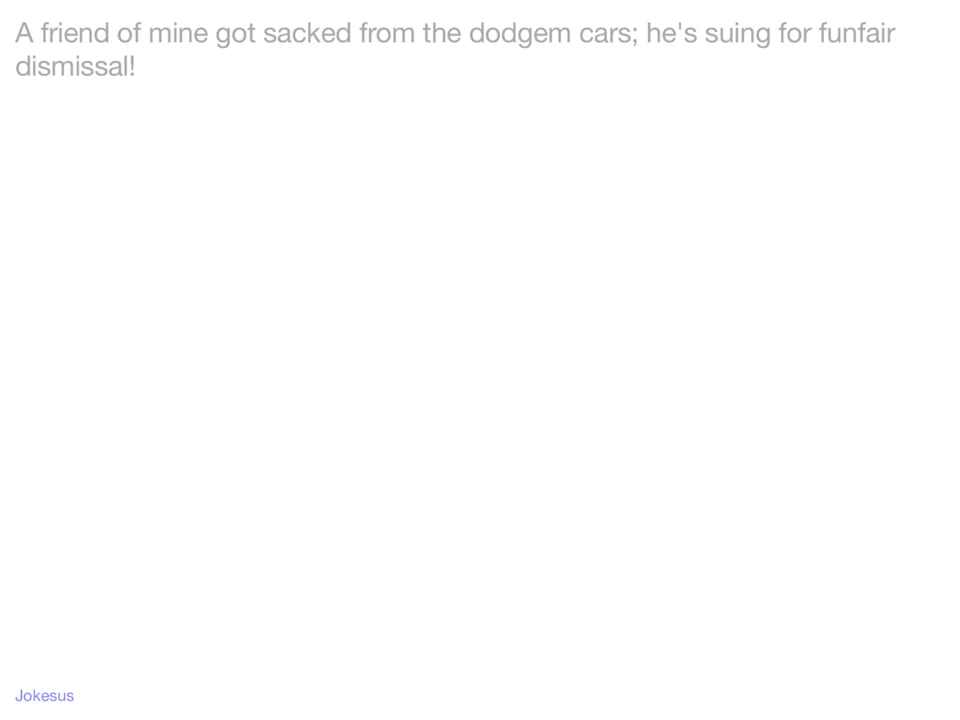 A friend of mine got sacked from the dodgem cars; he's suing for funfair
dismissal!
Jokesus